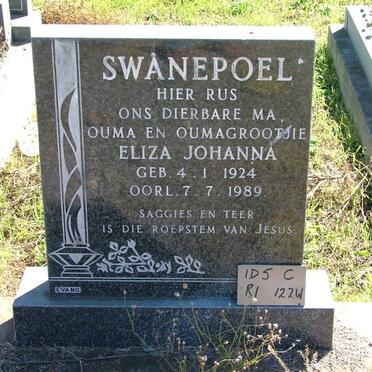 SWANEPOEL
HIER RUS
ONS DIERBARE MA,
OUMA EN OUMAGROOTJIE
ELIZA JOHANNA
GEB. 4. 1. 1924
OORL. 7. 7. 1989.
SAGGIES EN TEER
IS DIE ROEPSTEM VAN JESUS.
EVANS
1D5 C
R1 122W